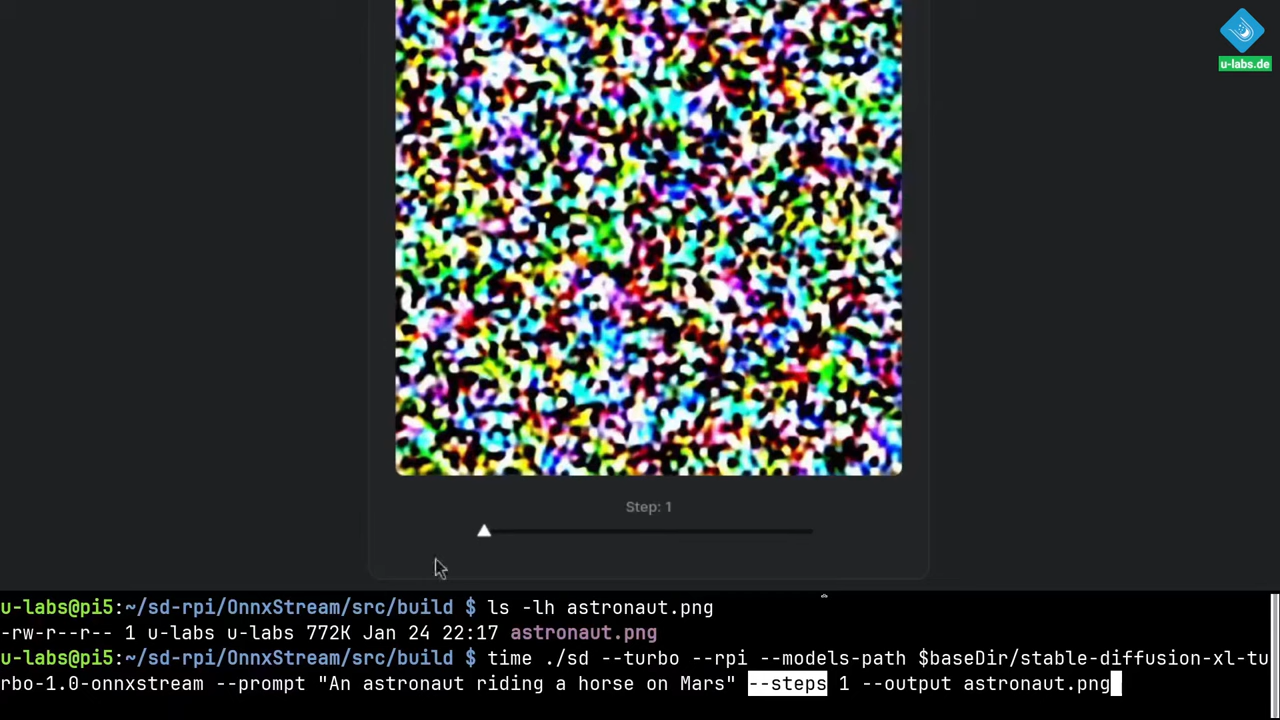 u-labs.de
Step: 1
u-labs@pi5:~/sd-rpi/OnnxStream/src/build $ ls -lh astronaut.png
-rw-r--r-- 1 u-labs u-labs 772K Jan 24 22:17 astronaut.png
u-labs@pi5:~/sd-rpi/OnnxStream/src/build $ time ./sd --turbo --rpi --models-path $baseDir/stable-diffusion-xl-tu
rbo-1.0-onnxstream --prompt "An astronaut riding a horse on Mars" --steps 1 --output astronaut.png